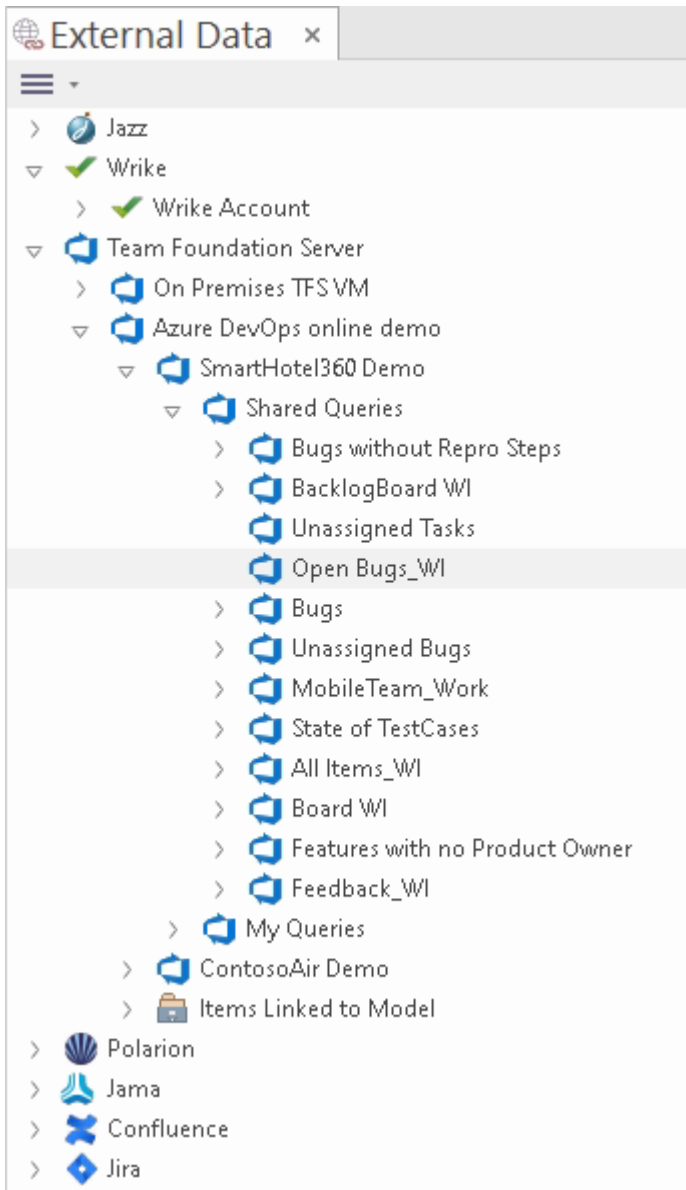 External Data ×
Jazz
Wrike
Wrike Account
Team Foundation Server
On Premises TFS VM
Azure DevOps online demo
SmartHotel360 Demo
Shared Queries
Bugs without Repro Steps
BacklogBoard WI
Unassigned Tasks
Open Bugs_WI
Bugs
Unassigned Bugs
MobileTeam_Work
State of TestCases
All Items_WI
Board WI
Features with no Product Owner
Feedback_WI
My Queries
ContosoAir Demo
Items Linked to Model
Polarion
Jama
Confluence
Jira